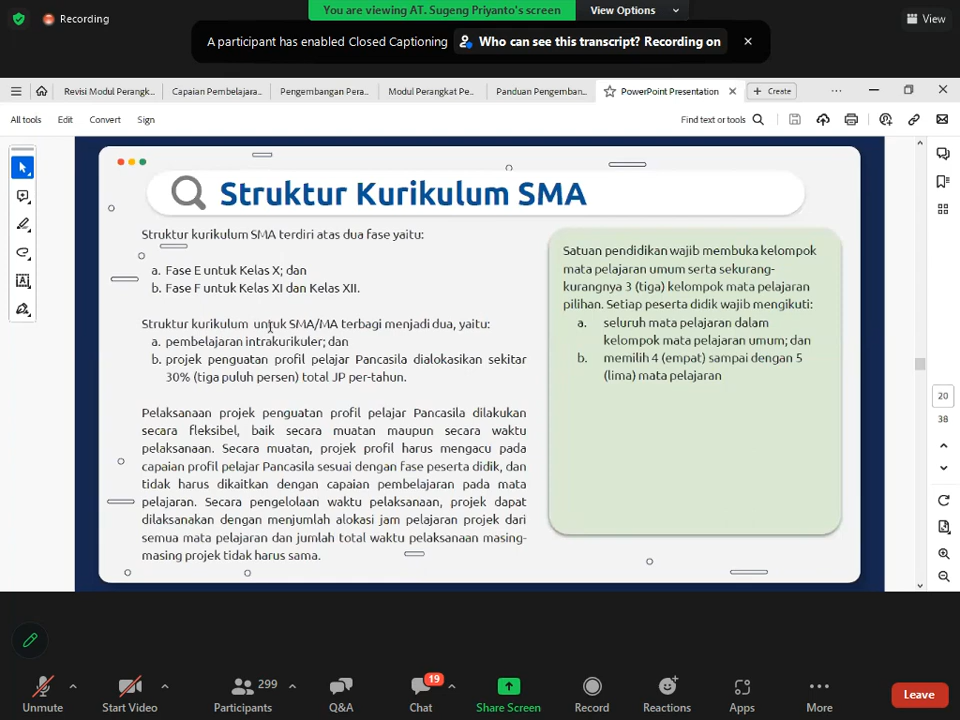 You are viewing AT. Sugeng Priyanto's screen
View Options
Recording
View
A participant has enabled Closed Captioning
Who can see this transcript? Recording on
Revisi Modul Perangk...
Capaian Pembelajara...
Pengembangan Pera...
Modul Perangkat Pe...
Panduan Pengemban...
PowerPoint Presentation
Create
All tools
Edit
Convert
Sign
Find text or tools
Struktur Kurikulum SMA
Struktur kurikulum SMA terdiri atas dua fase yaitu:
a. Fase E untuk Kelas X; dan
b. Fase F untuk Kelas XI dan Kelas XII.
Struktur kurikulum untuk SMA/MA terbagi menjadi dua, yaitu:
a. pembelajaran intrakurikuler; dan
b. projek penguatan profil pelajar Pancasila dialokasikan sekitar
30% (tiga puluh persen) total JP per-tahun.
Pelaksanaan projek penguatan profil pelajar Pancasila dilakukan
secara fleksibel, baik secara muatan maupun secara waktu
pelaksanaan. Secara muatan, projek profil harus mengacu pada
capaian profil pelajar Pancasila sesuai dengan fase peserta didik, dan
tidak harus dikaitkan dengan capaian pembelajaran pada mata
pelajaran. Secara pengelolaan waktu pelaksanaan, projek dapat
dilaksanakan dengan menjumlah alokasi jam pelajaran projek dari
semua mata pelajaran dan jumlah total waktu pelaksanaan masing-
masing projek tidak harus sama.
Satuan pendidikan wajib membuka kelompok
mata pelajaran umum serta sekurang-
kurangnya 3 (tiga) kelompok mata pelajaran
pilihan. Setiap peserta didik wajib mengikuti:
a. seluruh mata pelajaran dalam
kelompok mata pelajaran umum; dan
b. memilih 4 (empat) sampai dengan 5
(lima) mata pelajaran
20
38
Unmute
Start Video
299
Participants
Q&A
19
Chat
Share Screen
Record
Reactions
Apps
More
Leave